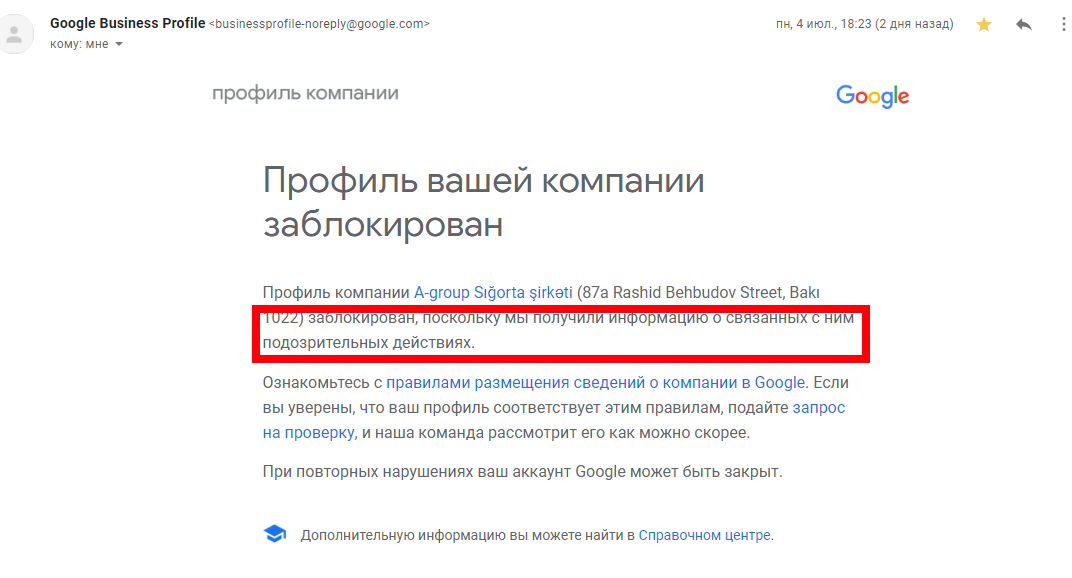 Google Business Profile <businessprofile-noreply@google.com>
пн, 4 июл., 18:23 (2 дня назад)
кому: мне
профиль компании
Google
Профиль вашей компании
заблокирован
Профиль компании A-group Sığorta şirkəti (87a Rashid Behbudov Street, Bakı
1022) заблокирован, поскольку мы получили информацию о связанных с ним
подозрительных действиях.
Ознакомьтесь с правилами размещения сведений о компании в Google. Если
вы уверены, что ваш профиль соответствует этим правилам, подайте запрос
на проверку, и наша команда рассмотрит его как можно скорее.
При повторных нарушениях ваш аккаунт Google может быть закрыт.
Дополнительную информацию вы можете найти в Справочном центре.